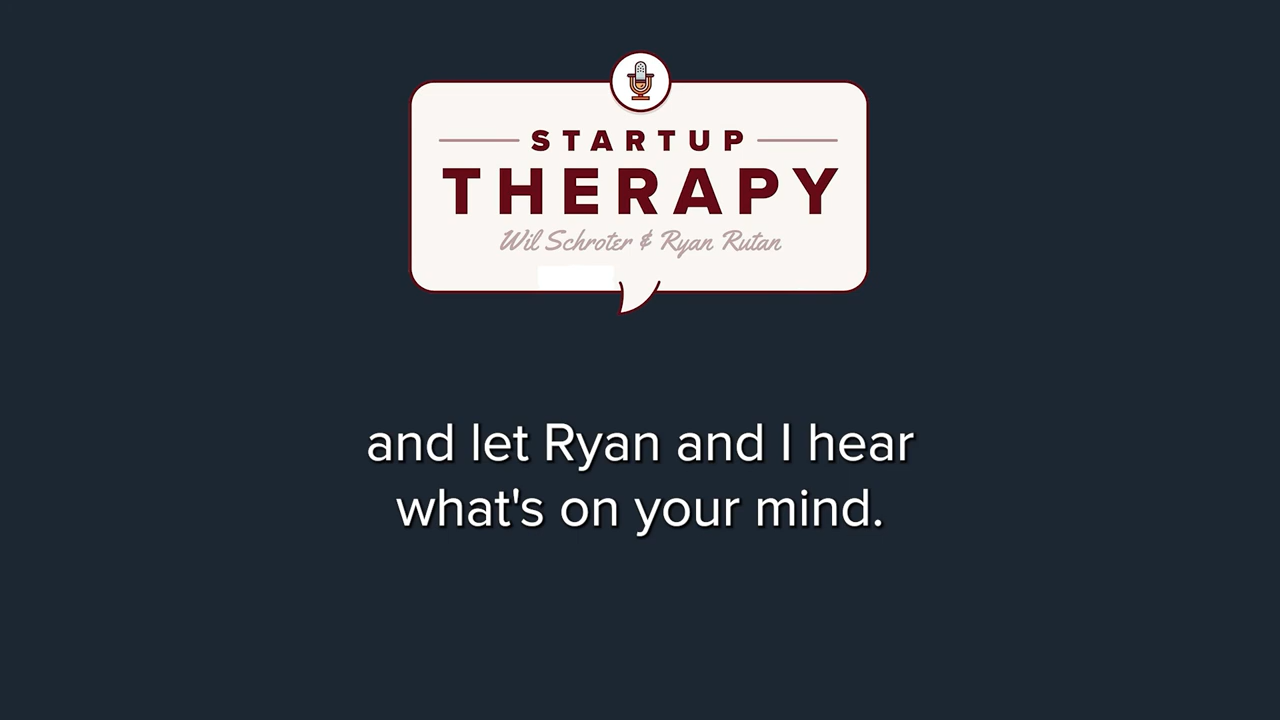 STARTUP
THERAPY
Wil Schroter & Ryan Rutan
and let Ryan and I hear
what's on your mind.